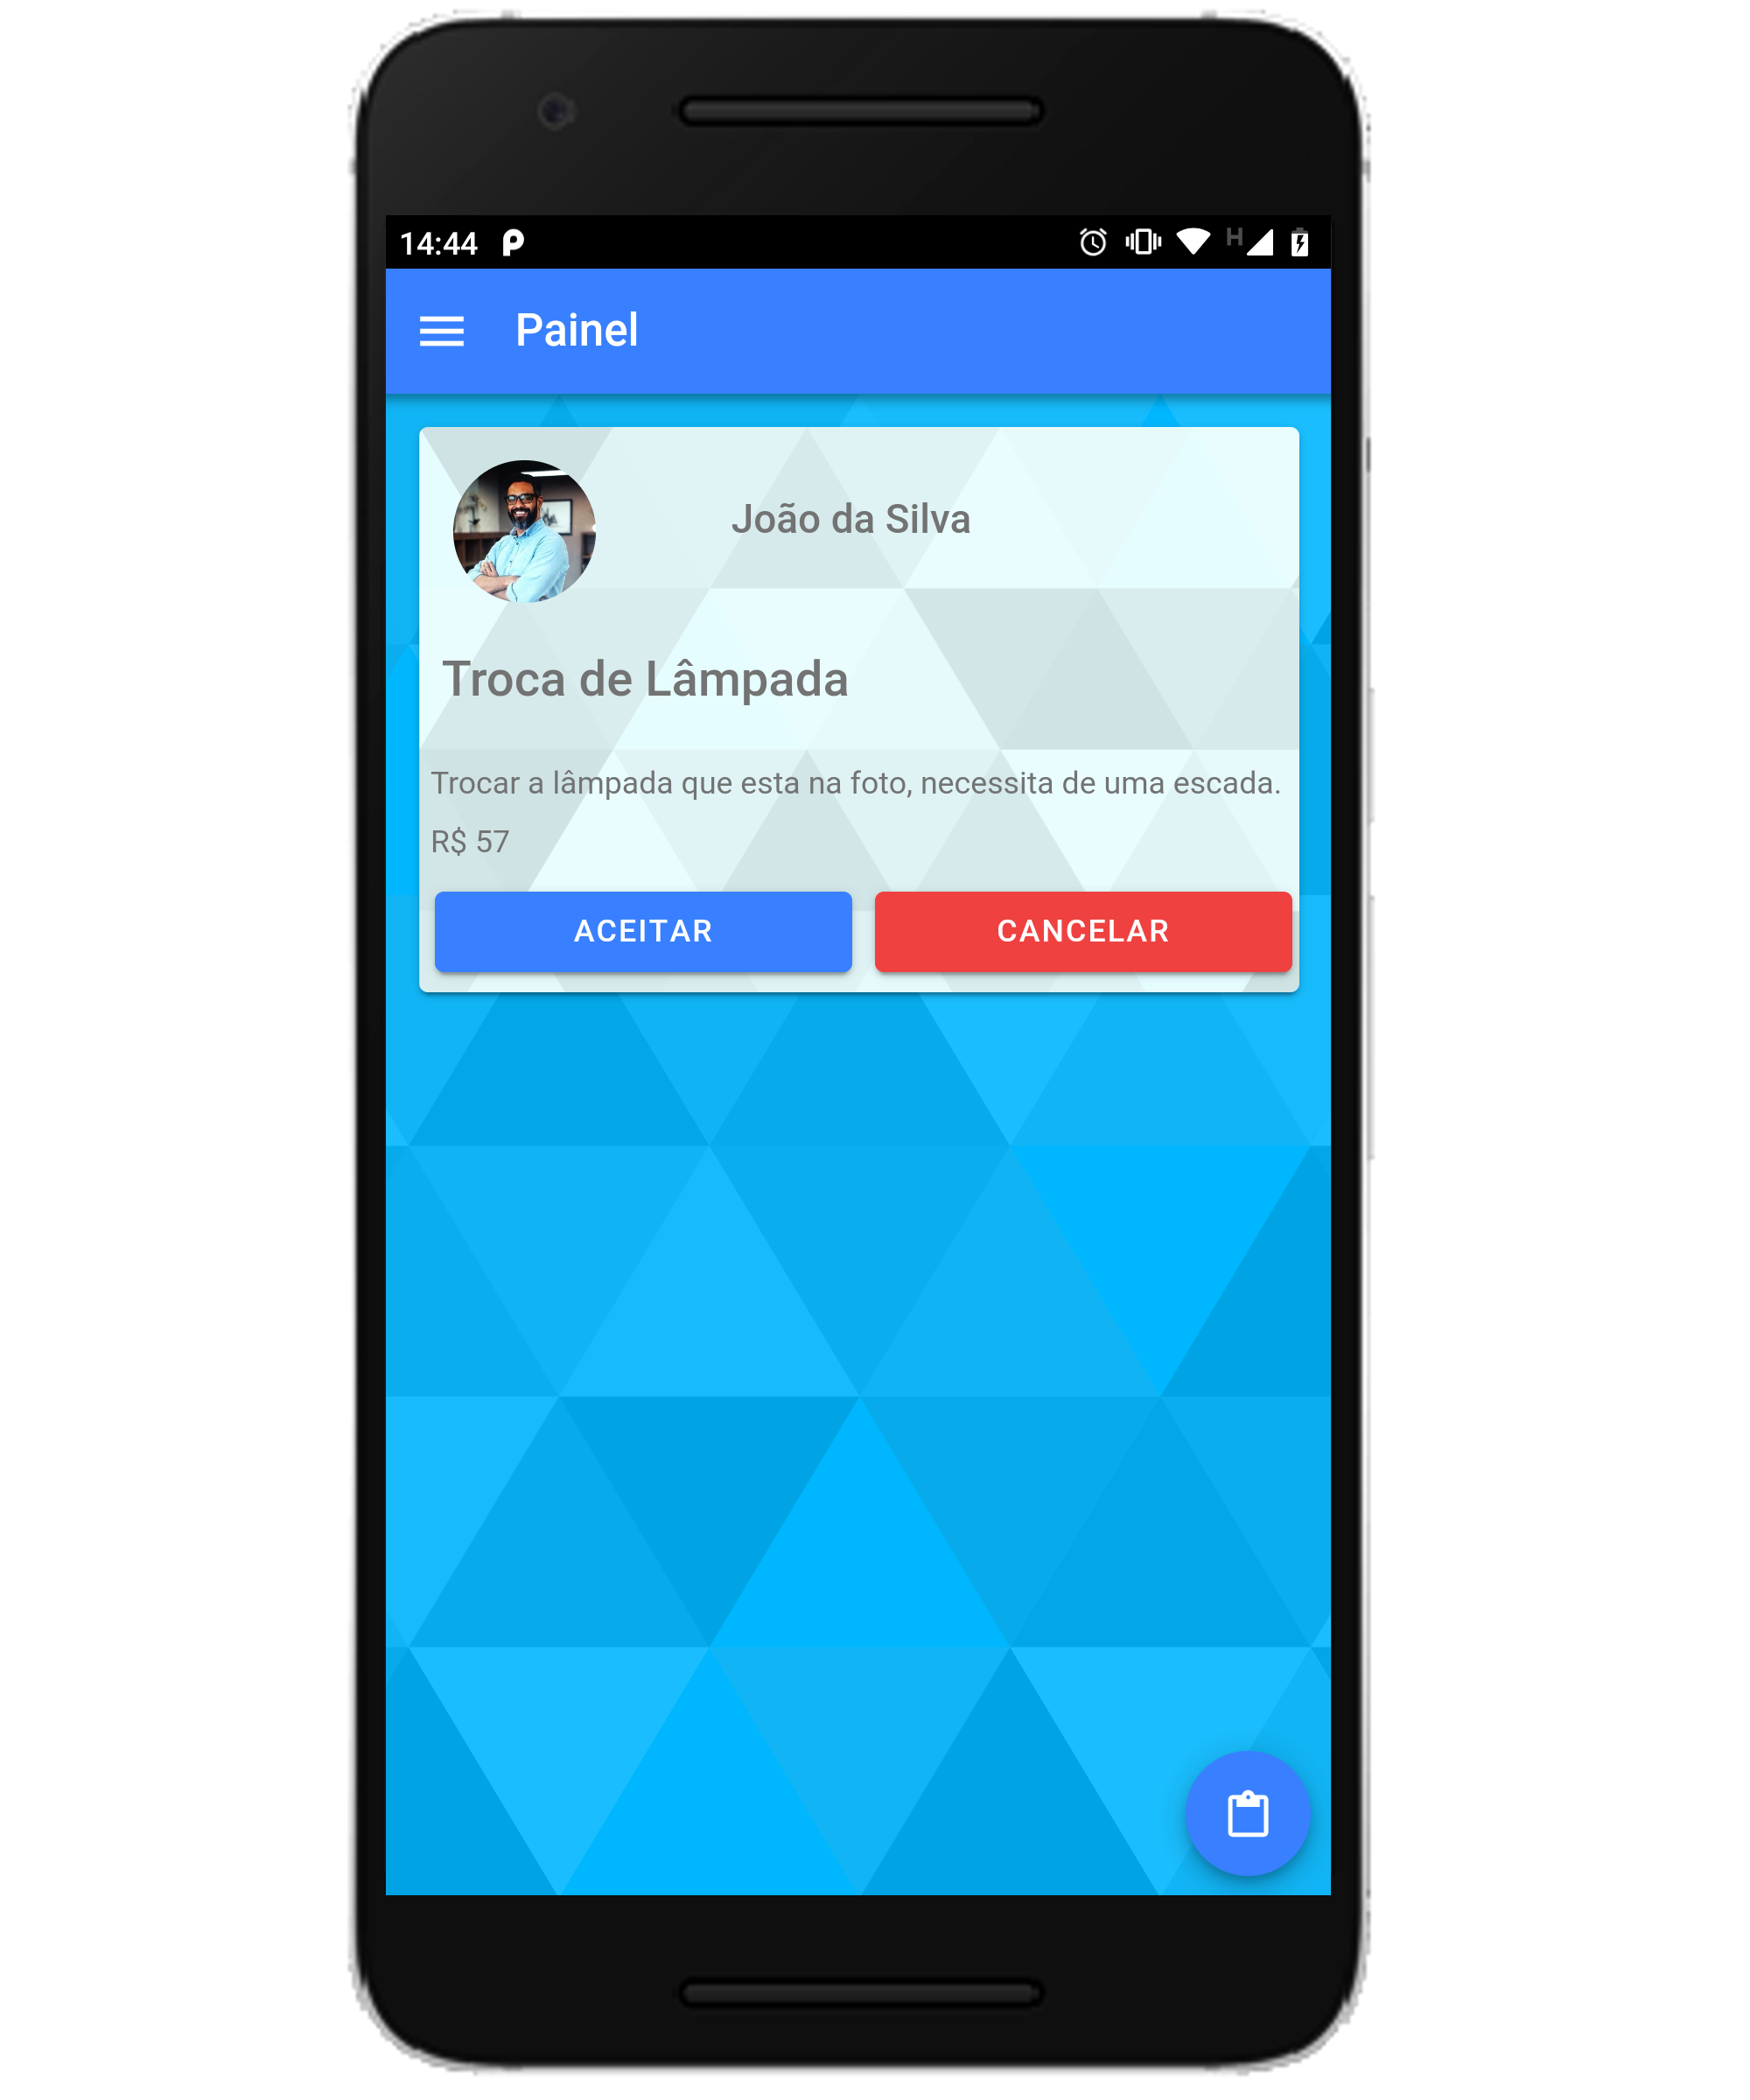 14:44
H
Painel
João da Silva
Troca de Lâmpada
Trocar a lâmpada que esta na foto, necessita de uma escada.
R$ 57
ACEITAR
CANCELAR